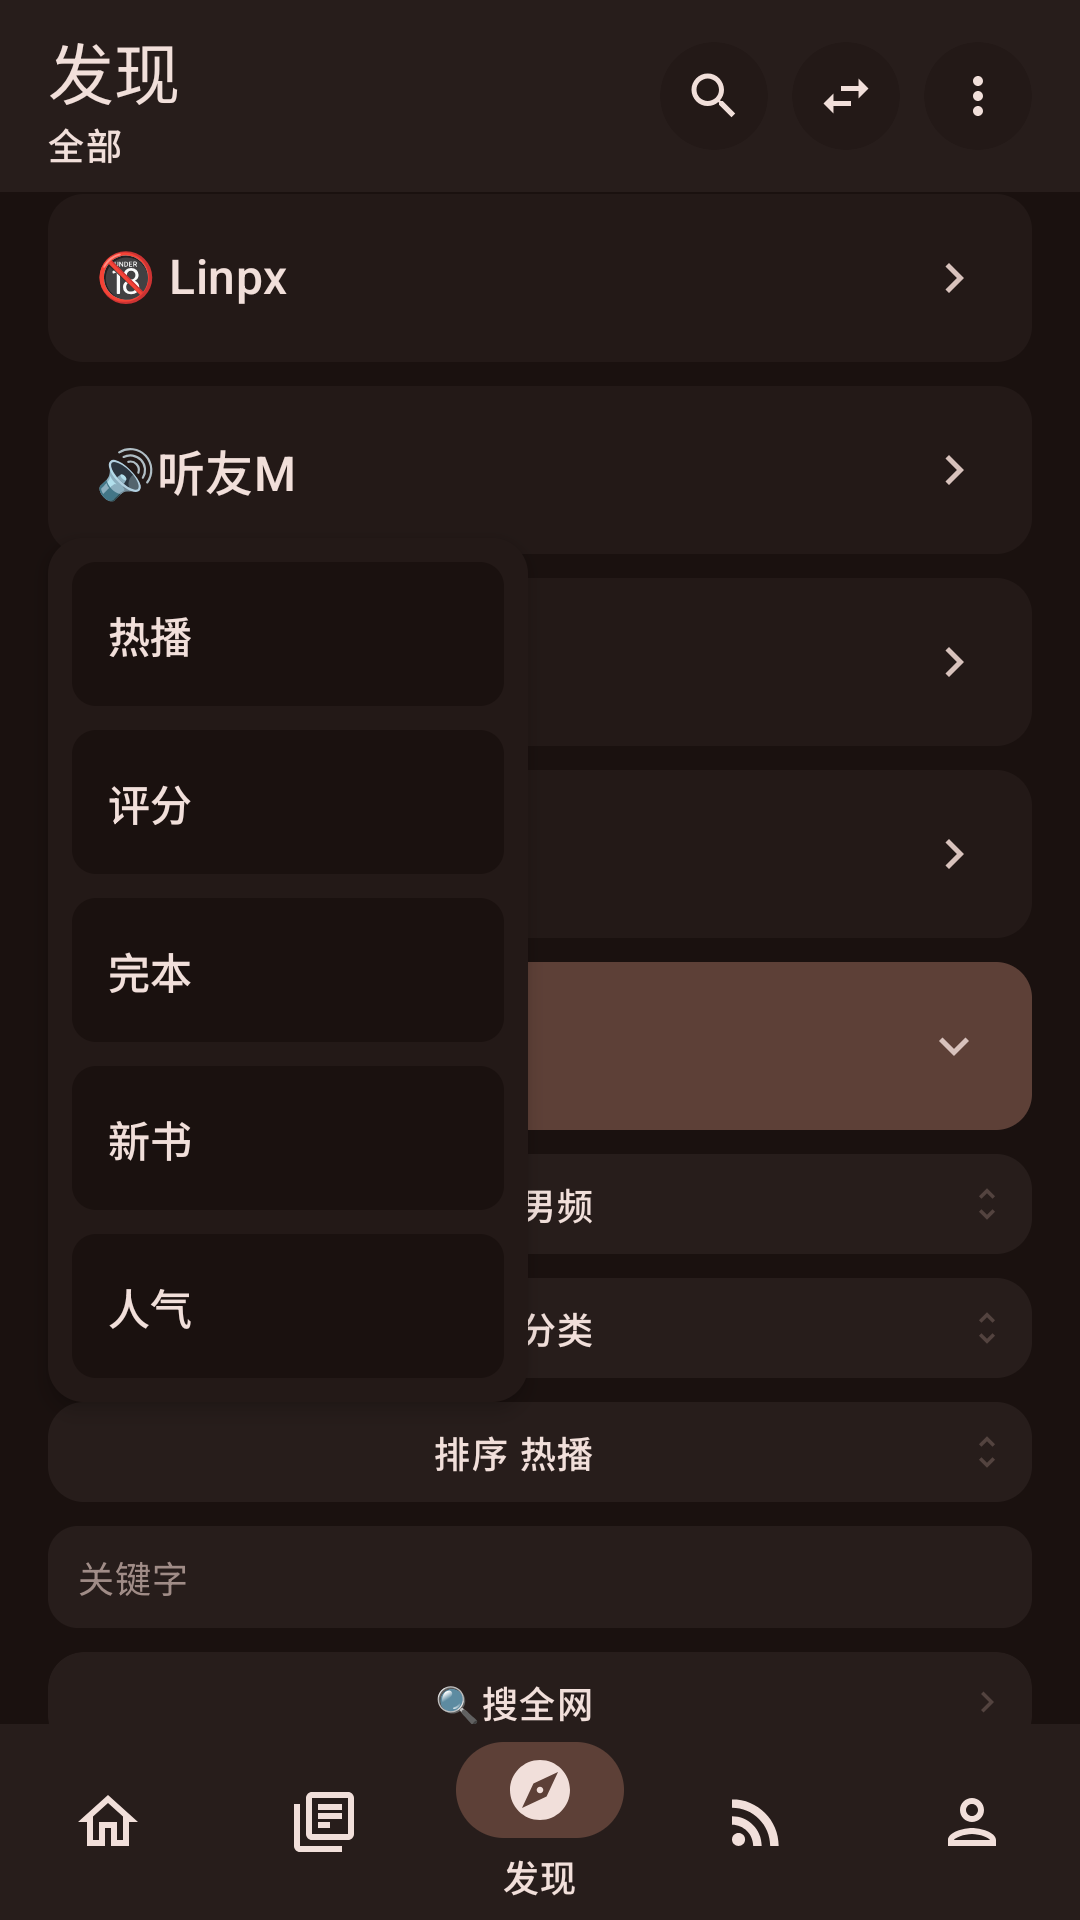 发现
全部
🔞 Linpx
🔊听友M
热播
评分
完本
新书
人气
男频
分类
排序 热播
关键字
🔍搜全网
发现